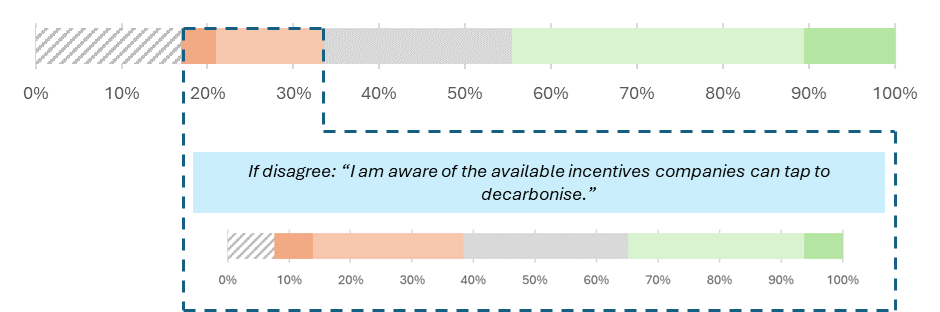 0% 10% 20% 30% 40% 50% 60% 70% 80% 90% 100%
If disagree: “I am aware of the available incentives companies can tap to
decarbonise.”
0% 10% 20% 30% 40% 50% 60% 70% 80% 90% 100%